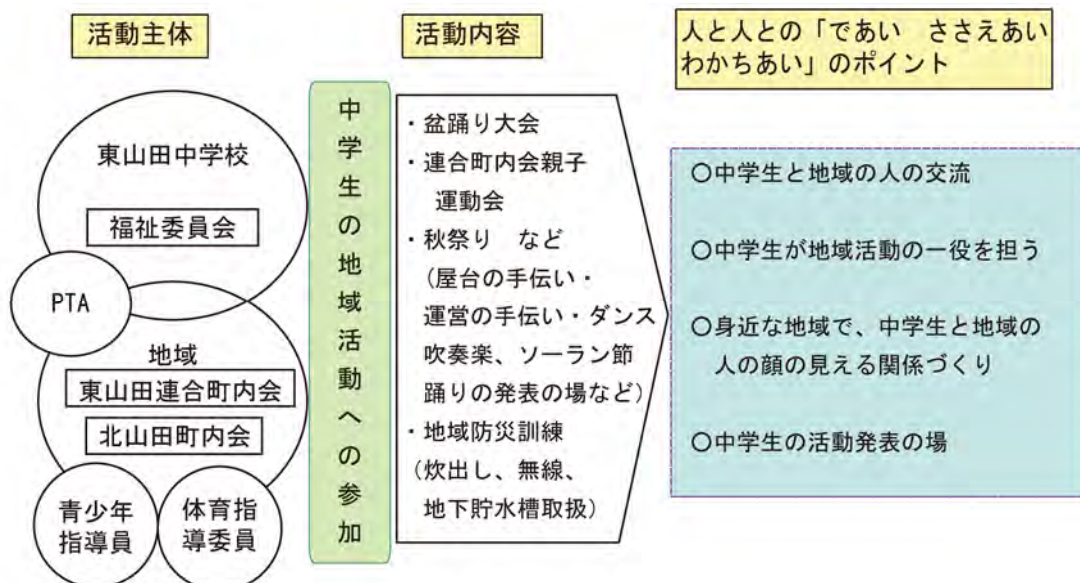 活動主体
東山田中学校
福祉委員会
PTA
地域
東山田連合町内会
北山田町内会
青少年
指導員
体育指
導委員
中学生の地域活動への参加
活動内容
・盆踊り大会
・連合町内会親子
運動会
・秋祭り など
(屋台の手伝い・
運営の手伝い・ダンス
吹奏楽、ソーラン節
踊りの発表の場など)
・地域防災訓練
(炊出し、無線、
地下貯水槽取扱)
人と人との「であい ささえあい
わかちあい」のポイント
○中学生と地域の人の交流
○中学生が地域活動の一役を担う
○身近な地域で、中学生と地域の
人の顔の見える関係づくり
○中学生の活動発表の場